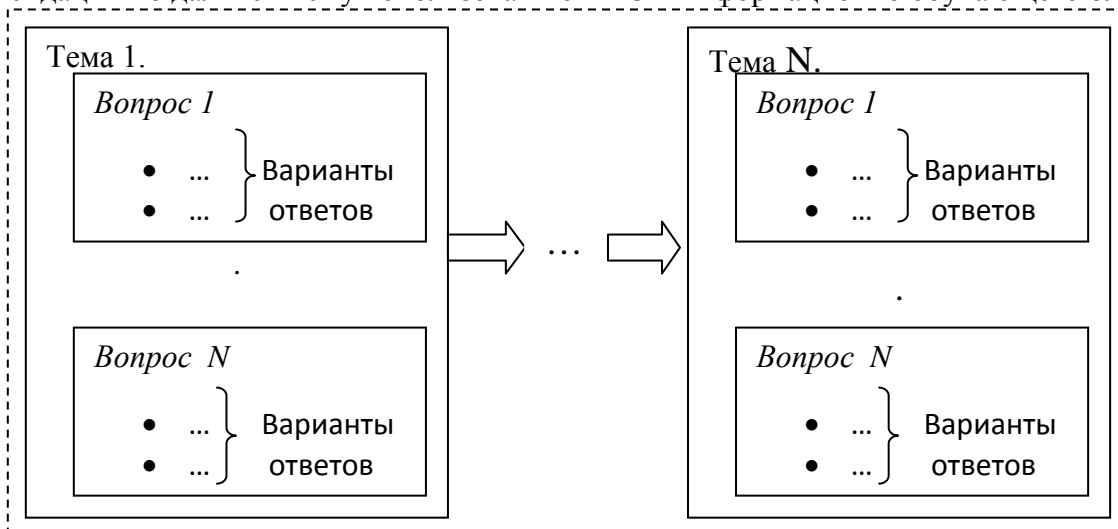 Тема 1.
Вопрос 1
• ...
• ...
Варианты
ответов
.
Вопрос N
• ...
• ...
Варианты
ответов
...
Тема N.
Вопрос 1
• ...
• ...
Варианты
ответов
.
Вопрос N
• ...
• ...
Варианты
ответов